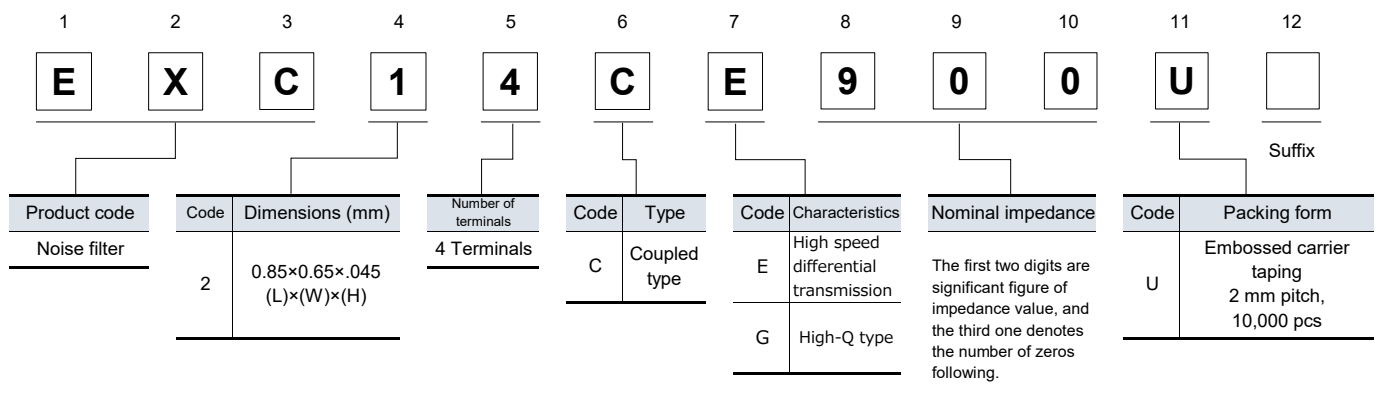 1 2 3 4 5 6 7 8 9 10 11 12
E X C 1 4 C E 9 0 0 U
Suffix
Product code
Noise filter
Code Dimensions (mm)
2 0.85×0.65×.045
(L)×(W)×(H)
Number of
terminals
4 Terminals
Code Type
C Coupled
type
Code Characteristics
E High speed
differential
transmission
G High-Q type
Nominal impedance
The first two digits are
significant figure of
impedance value, and
the third one denotes
the number of zeros
following.
Code Packing form
U Embossed carrier
taping
2 mm pitch,
10,000 pcs